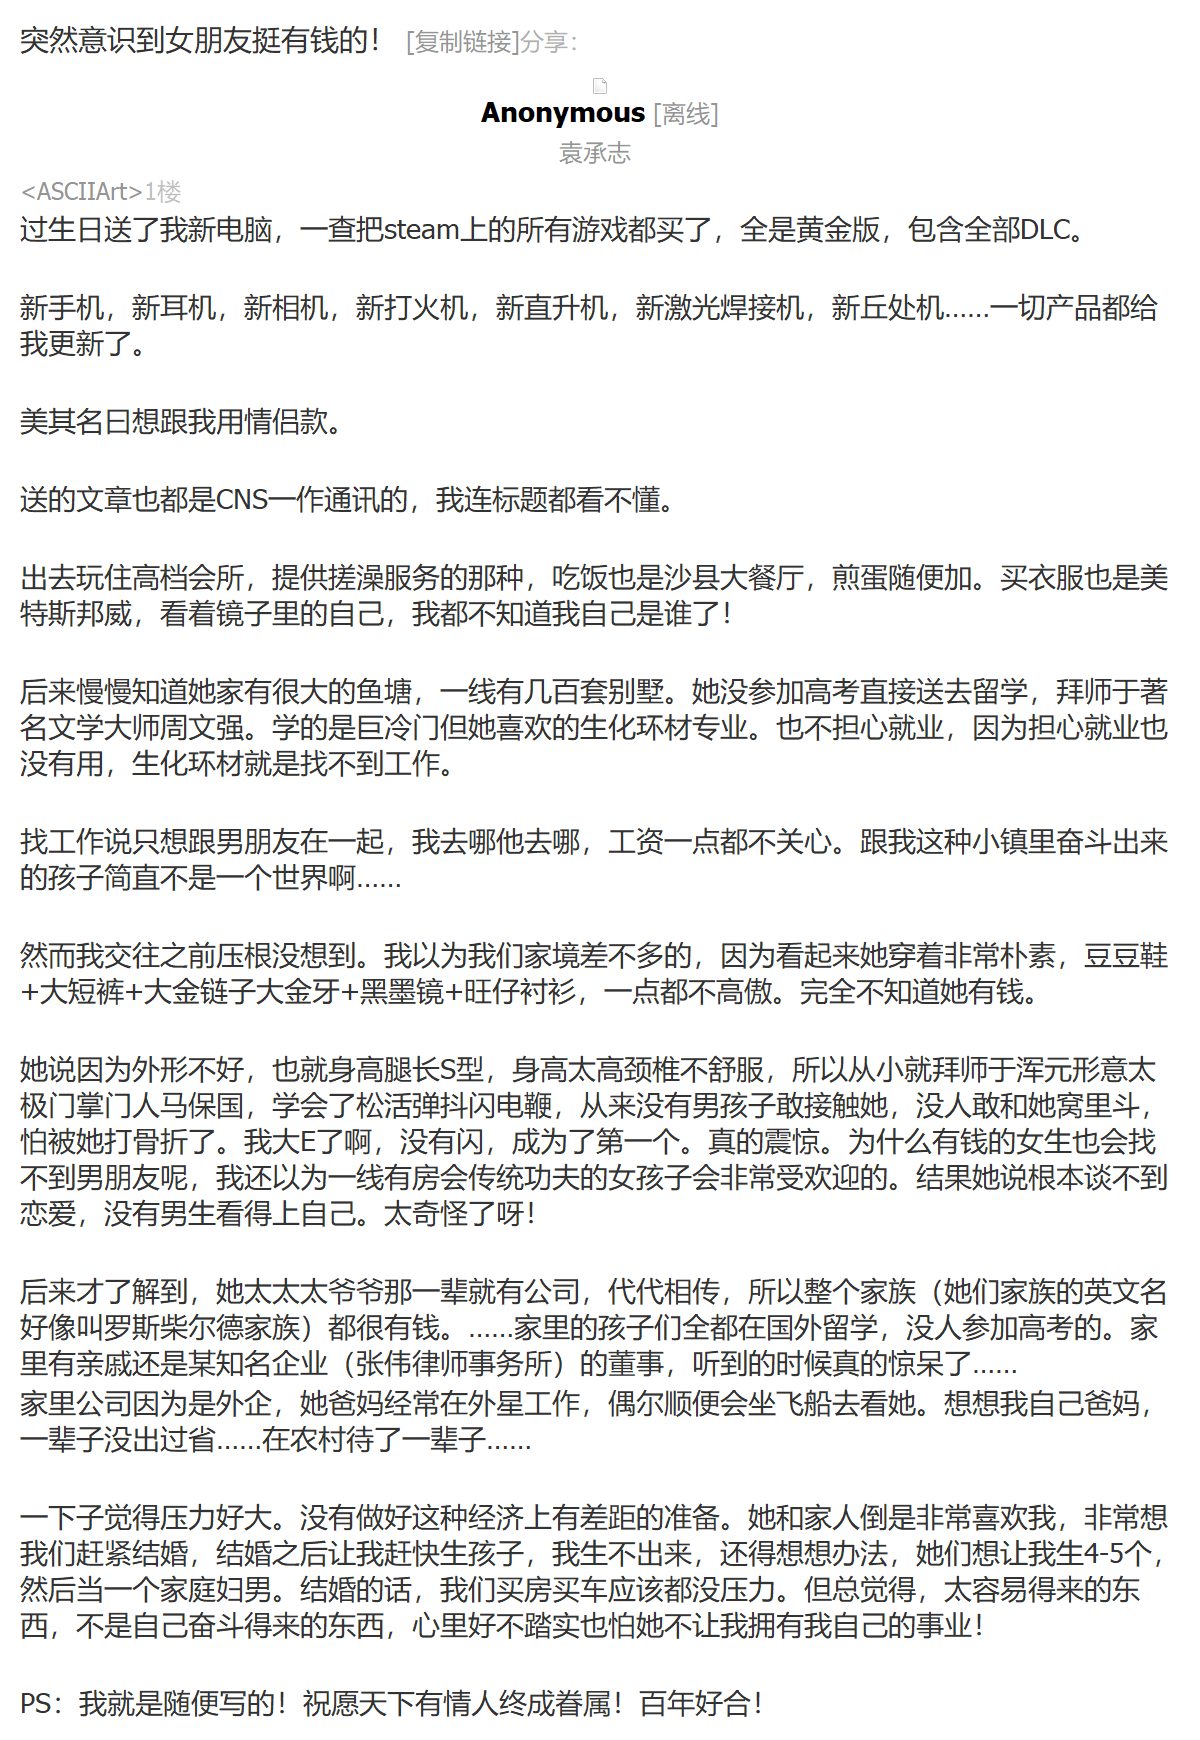 突然意识到女朋友挺有钱的！ [复制链接]分享：
Anonymous [离线]
袁承志
<ASCIIArt>1楼
过生日送了我新电脑，一查把steam上的所有游戏都买了，全是黄金版，包含全部DLC。
新手机，新耳机，新相机，新打火机，新直升机，新激光焊接机，新丘处机……一切产品都给
我更新了。
美其名曰想跟我用情侣款。
送的文章也都是CNS一作通讯的，我连标题都看不懂。
出去玩住高档会所，提供搓澡服务的那种，吃饭也是沙县大餐厅，煎蛋随便加。买衣服也是美
特斯邦威，看着镜子里的自己，我都不知道我自己是谁了！
后来慢慢知道她家有很大的鱼塘，一线有几百套别墅。她没参加高考直接送去留学，拜师于著
名文学大师周文强。学的是巨冷门但她喜欢的生化环材专业。也不担心就业，因为担心就业也
没有用，生化环材就是找不到工作。
找工作说只想跟男朋友在一起，我去哪他去哪，工资一点都不关心。跟我这种小镇里奋斗出来
的孩子简直不是一个世界啊……
然而我交往之前压根没想到。我以为我们家境差不多的，因为看起来她穿着非常朴素，豆豆鞋
+大短裤+大金链子大金牙+黑墨镜+旺仔衬衫，一点都不高傲。完全不知道她有钱。
她说因为外形不好，也就身高腿长S型，身高太高颈椎不舒服，所以从小就拜师于浑元形意太
极门掌门人马保国，学会了松活弹抖闪电鞭，从来没有男孩子敢接触她，没人敢和她窝里斗，
怕被她打骨折了。我大E了啊，没有闪，成为了第一个。真的震惊。为什么有钱的女生也会找
不到男朋友呢，我还以为一线有房会传统功夫的女孩子会非常受欢迎的。结果她说根本谈不到
恋爱，没有男生看得上自己。太奇怪了呀！
后来才了解到，她太太太爷爷那一辈就有公司，代代相传，所以整个家族（她们家族的英文名
好像叫罗斯柴尔德家族）都很有钱。……家里的孩子们全都在国外留学，没人参加高考的。家
里有亲戚还是某知名企业（张伟律师事务所）的董事，听到的时候真的惊呆了……
家里公司因为是外企，她爸妈经常在外星工作，偶尔顺便会坐飞船去看她。想想我自己爸妈，
一辈子没出过省……在农村待了一辈子……
一下子觉得压力好大。没有做好这种经济上有差距的准备。她和家人倒是非常喜欢我，非常想
我们赶紧结婚，结婚之后让我赶快生孩子，我生不出来，还得想想办法，她们想让我生4-5个，
然后当一个家庭妇男。结婚的话，我们买房买车应该都没压力。但总觉得，太容易得来的东
西，不是自己奋斗得来的东西，心里好不踏实也怕她不让我拥有我自己的事业！
PS：我就是随便写的！祝愿天下有情人终成眷属！百年好合！